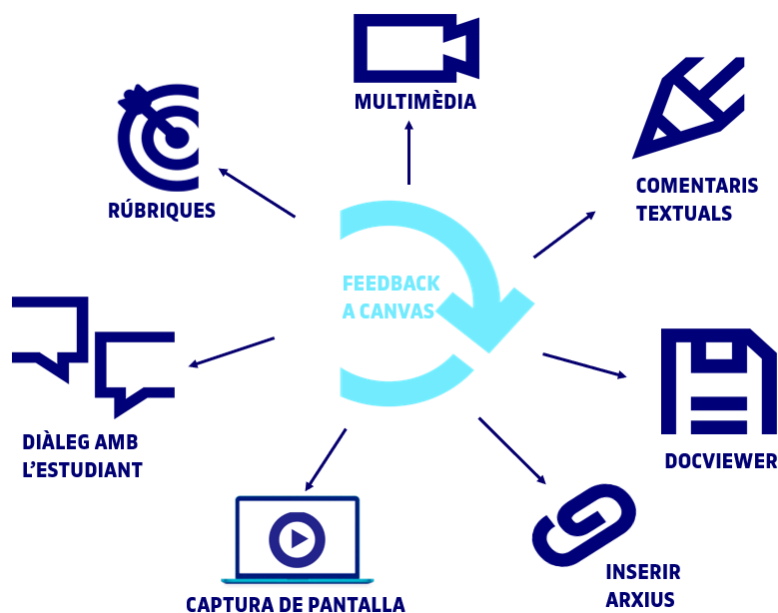 MULTIMÈDIA
COMENTARIS
TEXTUALS
RÚBRIQUES
FEEDBACK
A CANVAS
DIÀLEG AMB
L'ESTUDIANT
DOCVIEWER
INSERIR
ARXIUS
CAPTURA DE PANTALLA